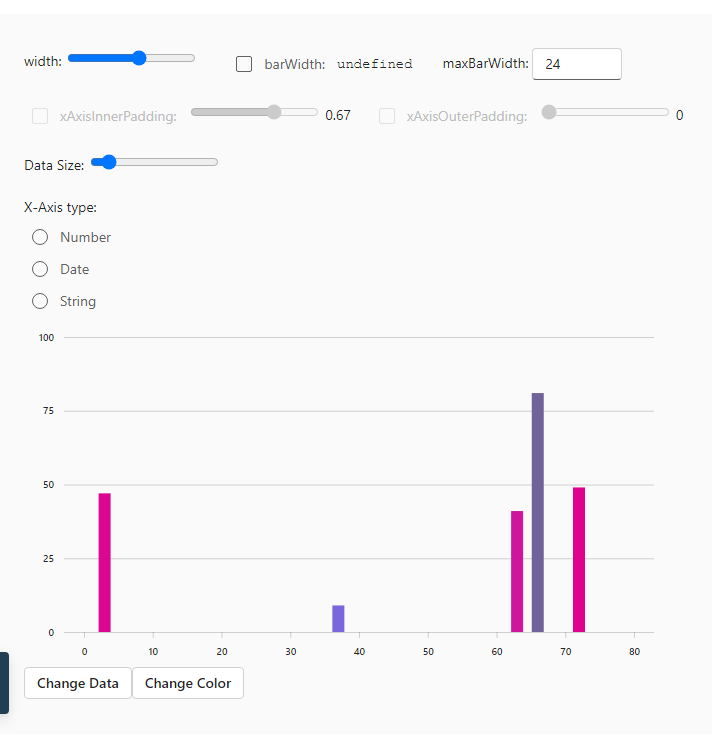 width: barWidth: undefined maxBarWidth: 24
xAxisInnerPadding: 0.67 xAxisOuterPadding: 0
Data Size:
X-Axis type:
Number
Date
String
100
75
50
25
0
0 10 20 30 40 50 60 70 80
Change Data Change Color